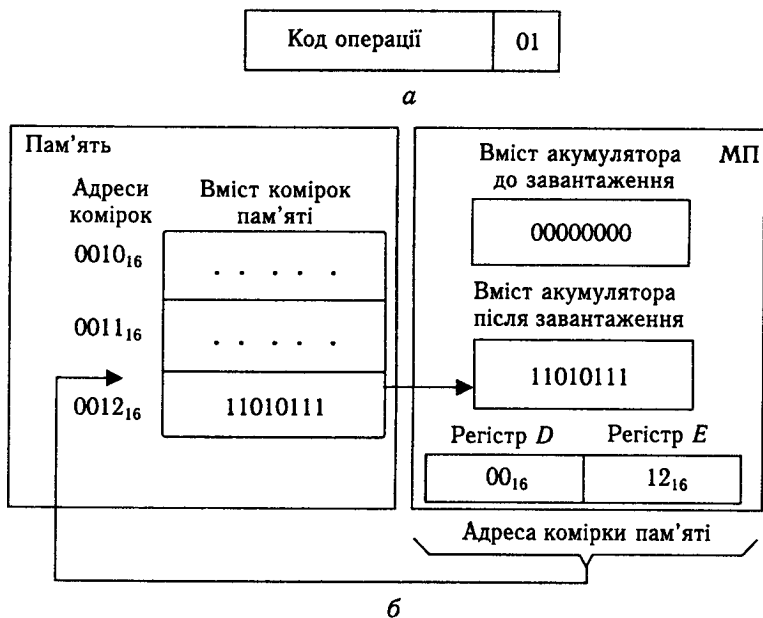 Код операції 01
а
Пам'ять
Адреси комірок
Вміст комірок пам'яті
0010₁₆ . . . . .
0011₁₆ . . . . .
0012₁₆ 11010111
МП
Вміст акумулятора
до завантаження
00000000
Вміст акумулятора
після завантаження
11010111
Регістр D Регістр E
00₁₆ 12₁₆
Адреса комірки пам'яті
б